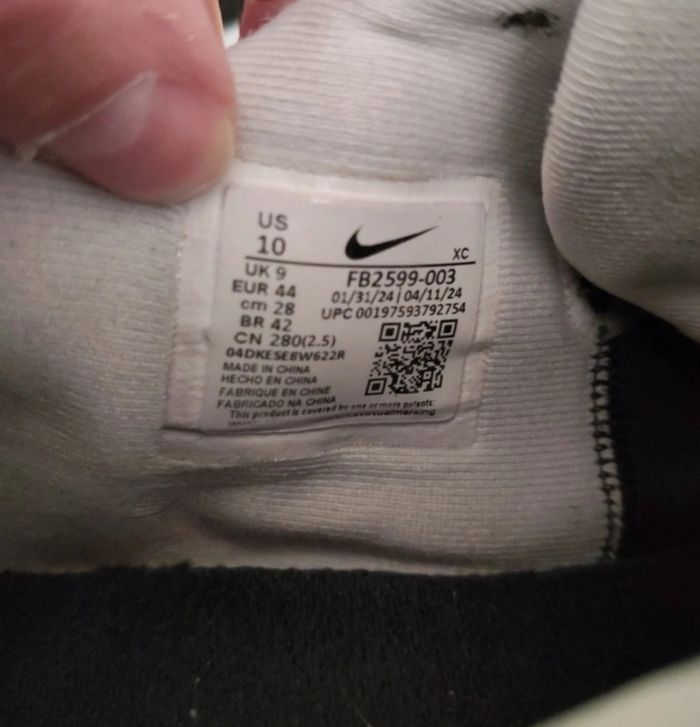 US
10
XC
UK 9
FB2599-003
EUR 44
01/31/24 | 04/11/24
cm 28
UPC 00197593792754
BR 42
CN 280(2.5)
04DKESE8W622R
MADE IN CHINA
HECHO EN CHINA
FABRIQUE EN CHINE
FABRICADO NA CHINA
This product is covered by one or more patents: